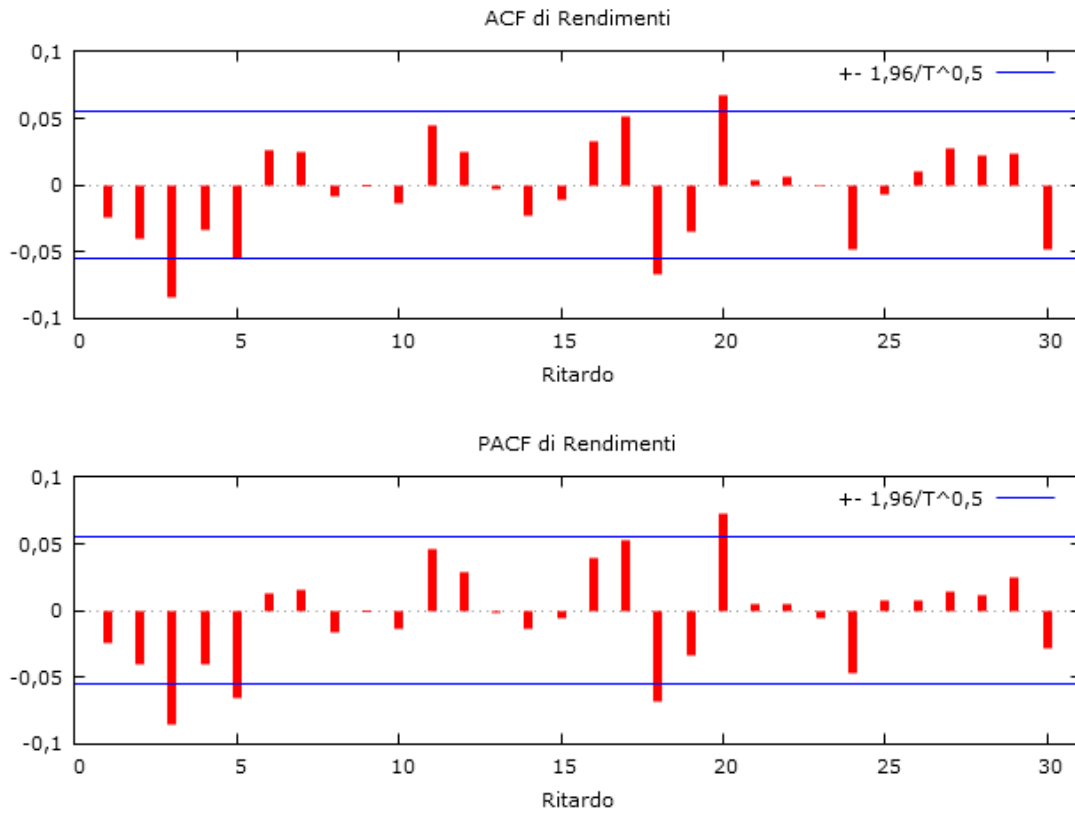 ACF di Rendimenti
0,1
+- 1,96/T^0,5
0,05
0
-0,05
-0,1
0 5 10 15 20 25 30
Ritardo
PACF di Rendimenti
0,1
+- 1,96/T^0,5
0,05
0
-0,05
-0,1
0 5 10 15 20 25 30
Ritardo